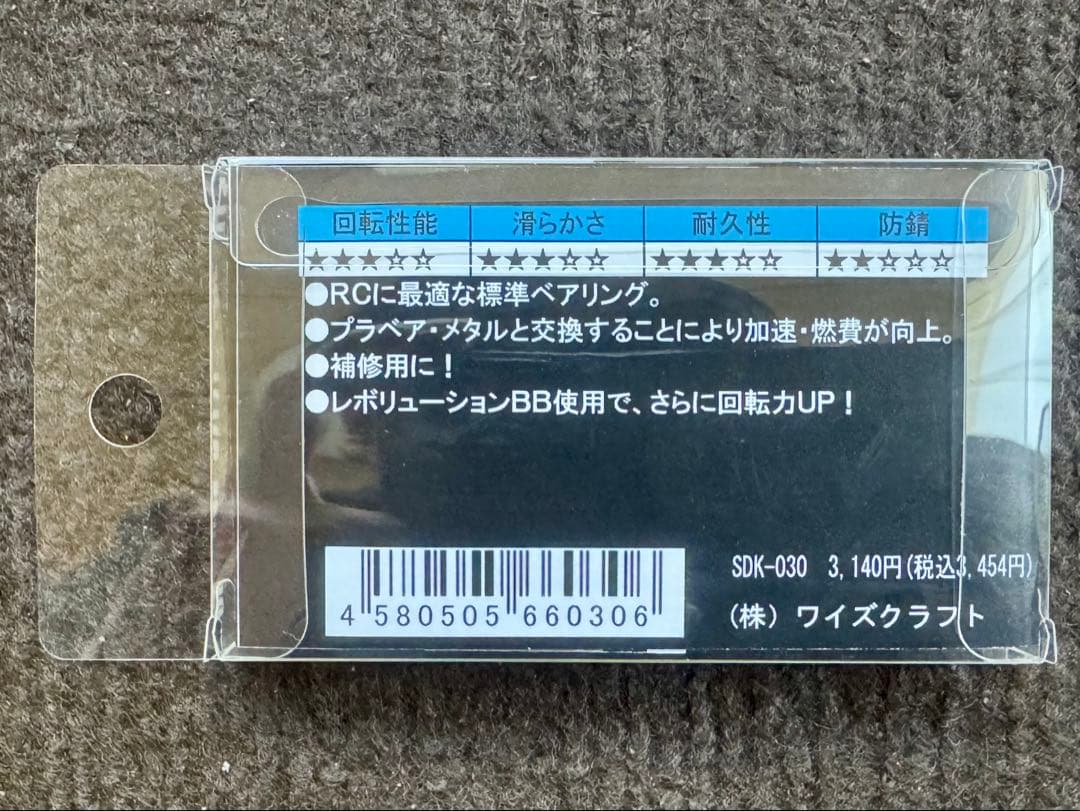 回転性能 滑らかさ 耐久性 防錆
★★★☆☆ ★★★☆☆ ★★★☆☆ ★★☆☆☆
●RCに最適な標準ベアリング。
●プラベア・メタルと交換することにより加速・燃費が向上。
●補修用に！
●レボリューションBB使用で、さらに回転力UP！
SDK-030 3,140円(税込3,454円)
(株) ワイズクラフト
4 580505 660306